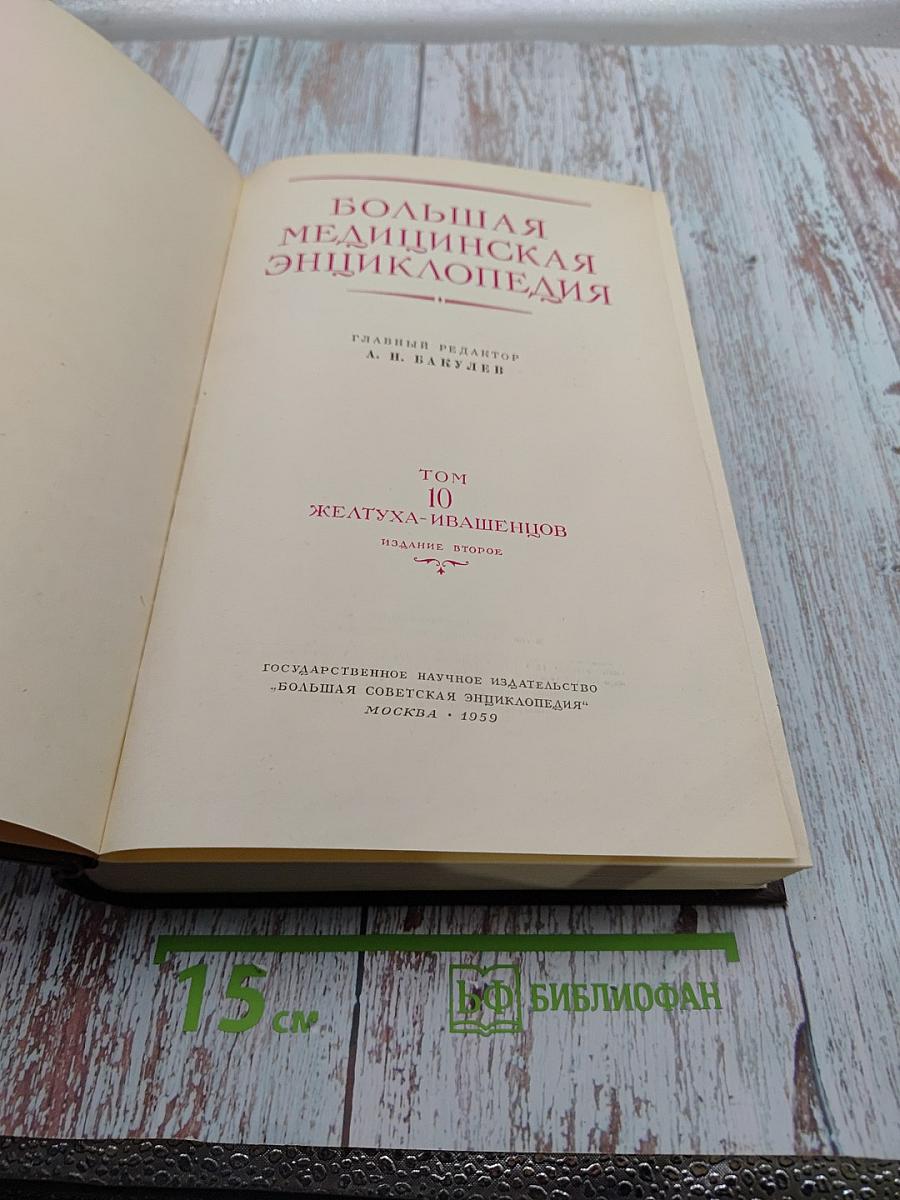 БОЛЬШАЯ
МЕДИЦИНСКАЯ
ЭНЦИКЛОПЕДИЯ
ГЛАВНЫЙ РЕДАКТОР
А. Н. БАКУЛЕВ
ТОМ
10
ЖЕЛТУХА-ИВАШЕНЦОВ
ИЗДАНИЕ ВТОРОЕ
ГОСУДАРСТВЕННОЕ НАУЧНОЕ ИЗДАТЕЛЬСТВО
„БОЛЬШАЯ СОВЕТСКАЯ ЭНЦИКЛОПЕДИЯ“
МОСКВА • 1959
15 см
БФ БИБЛИОФАН